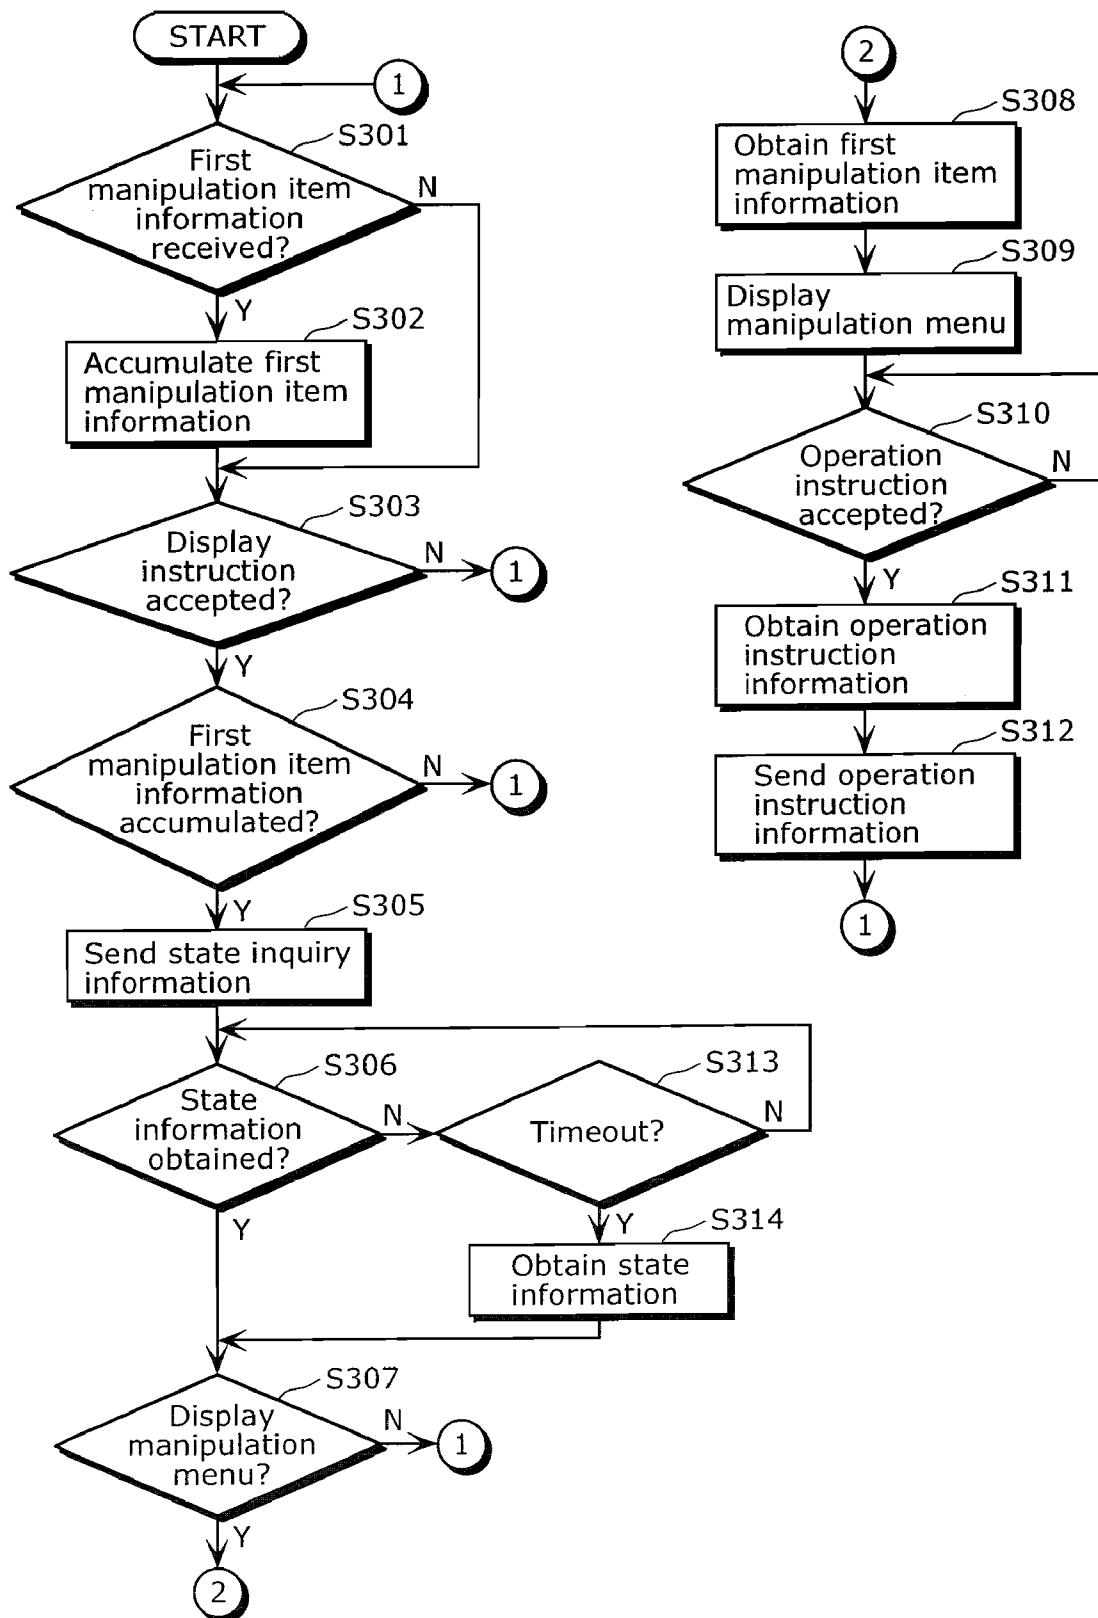 START
1
S301
First
manipulation item
information
received?
N
Y
S302
Accumulate first
manipulation item
information
S303
Display
instruction
accepted?
N
1
Y
S304
First
manipulation item
information
accumulated?
N
1
Y
S305
Send state inquiry
information
S306
State
information
obtained?
N
Y
S313
Timeout?
N
Y
S314
Obtain state
information
S307
Display
manipulation
menu?
N
1
Y
2
2
S308
Obtain first
manipulation item
information
S309
Display
manipulation menu
S310
Operation
instruction
accepted?
N
Y
S311
Obtain operation
instruction
information
S312
Send operation
instruction
information
1